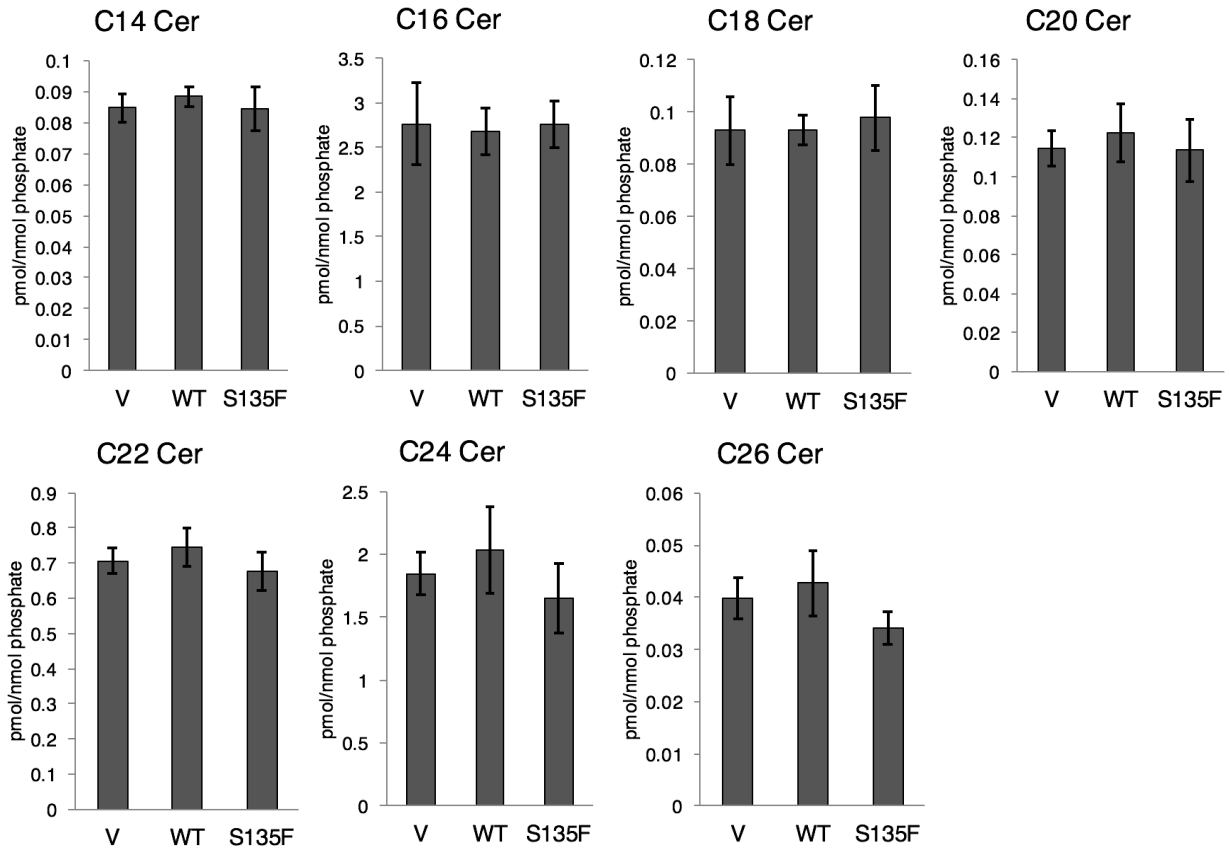 C14 Cer
pmol/nmol phosphate
0.1
0.09
0.08
0.07
0.06
0.05
0.04
0.03
0.02
0.01
0
V WT S135F
C16 Cer
pmol/nmol phosphate
3.5
3
2.5
2
1.5
1
0.5
0
V WT S135F
C18 Cer
pmol/nmol phosphate
0.12
0.1
0.08
0.06
0.04
0.02
0
V WT S135F
C20 Cer
pmol/nmol phosphate
0.16
0.14
0.12
0.1
0.08
0.06
0.04
0.02
0
V WT S135F
C22 Cer
pmol/nmol phosphate
0.9
0.8
0.7
0.6
0.5
0.4
0.3
0.2
0.1
0
V WT S135F
C24 Cer
pmol/nmol phosphate
2.5
2
1.5
1
0.5
0
V WT S135F
C26 Cer
pmol/nmol phosphate
0.06
0.05
0.04
0.03
0.02
0.01
0
V WT S135F